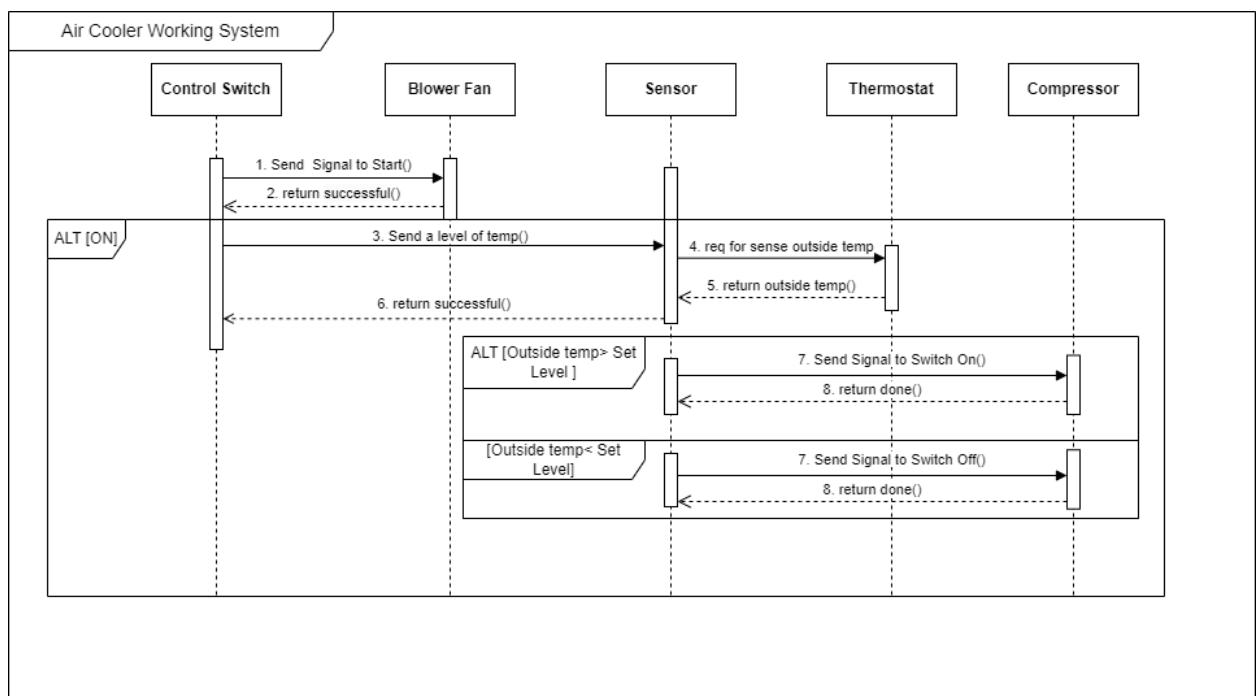 Air Cooler Working System
Control Switch
Blower Fan
Sensor
Thermostat
Compressor
1. Send  Signal to Start()
2. return successful()
ALT [ON]
3. Send a level of temp()
4. req for sense outside temp
5. return outside temp()
6. return successful()
ALT [Outside temp> Set
Level ]
7. Send Signal to Switch On()
8. return done()
[Outside temp< Set
Level]
7. Send Signal to Switch Off()
8. return done()